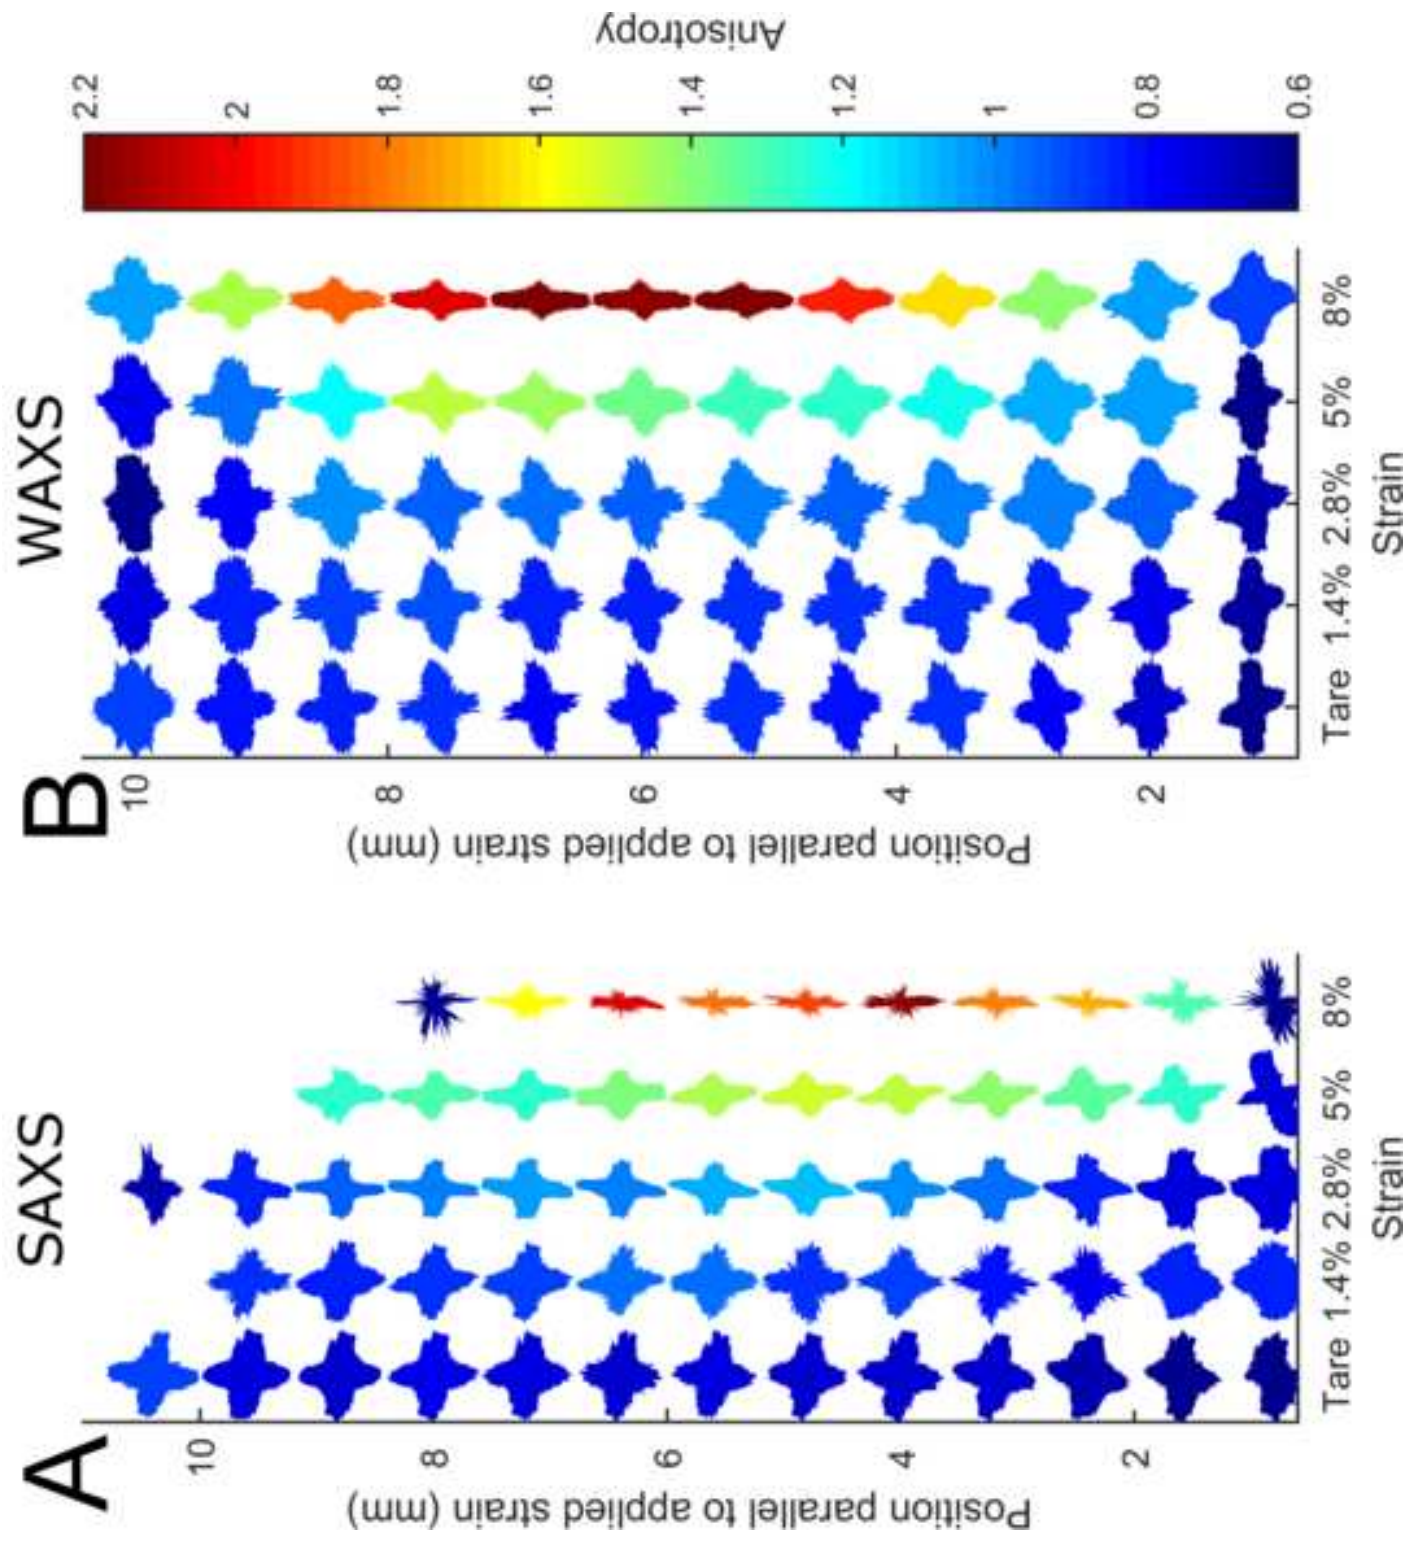 A
SAXS
Position parallel to applied strain (mm)
10
8
6
4
2
Tare 1.4% 2.8% 5% 8%
Strain
B
WAXS
Position parallel to applied strain (mm)
10
8
6
4
2
Tare 1.4% 2.8% 5% 8%
Strain
2.2
2
1.8
1.6
1.4
1.2
1
0.8
0.6
Anisotropy